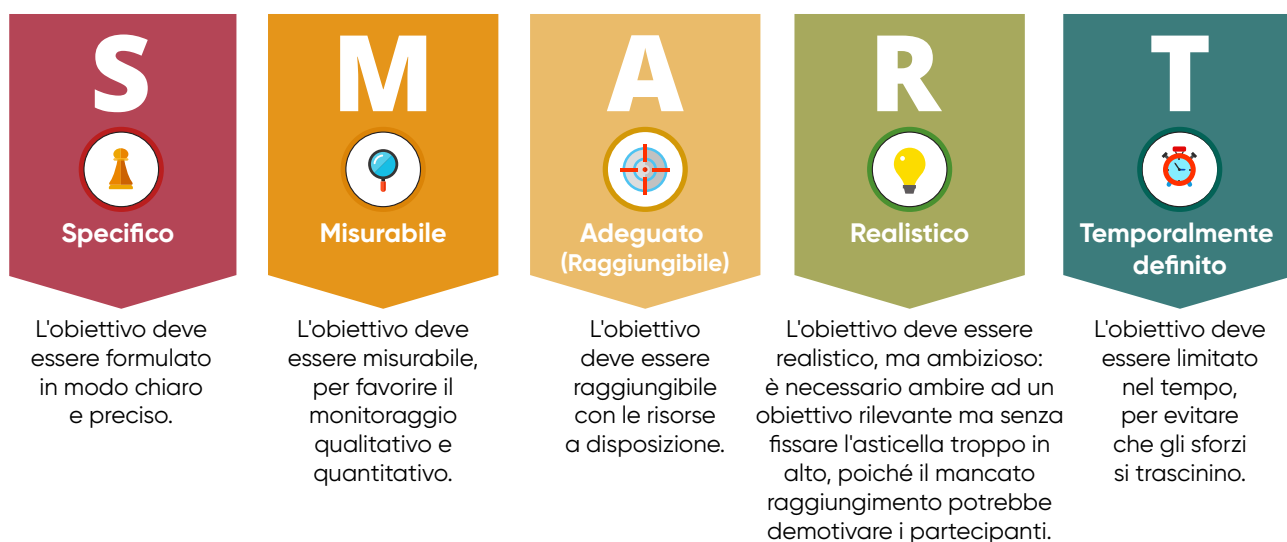 S
Specifico
L'obiettivo deve
essere formulato
in modo chiaro
e preciso.
M
Misurabile
L'obiettivo deve
essere misurabile,
per favorire il
monitoraggio
qualitativo e
quantitativo.
A
Adeguato
(Raggiungibile)
L'obiettivo
deve essere
raggiungibile
con le risorse
a disposizione.
R
Realistico
L'obiettivo deve essere
realistico, ma ambizioso:
è necessario ambire ad un
obiettivo rilevante ma senza
fissare l'asticella troppo in
alto, poiché il mancato
raggiungimento potrebbe
demotivare i partecipanti.
T
Temporalmente
definito
L'obiettivo deve
essere limitato
nel tempo,
per evitare
che gli sforzi
si trascinino.